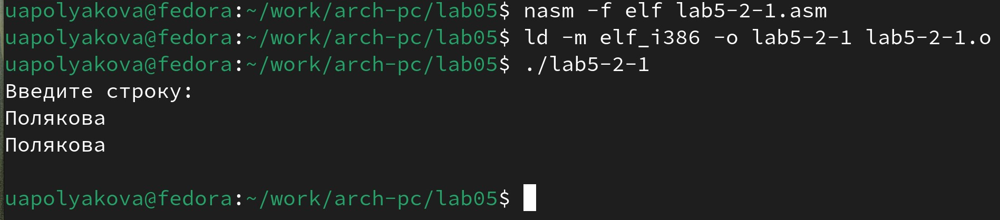 uapolyakova@fedora:~/work/arch-pc/lab05$ nasm -f elf lab5-2-1.asm
uapolyakova@fedora:~/work/arch-pc/lab05$ ld -m elf_i386 -o lab5-2-1 lab5-2-1.o
uapolyakova@fedora:~/work/arch-pc/lab05$ ./lab5-2-1
Введите строку:
Полякова
Полякова
uapolyakova@fedora:~/work/arch-pc/lab05$